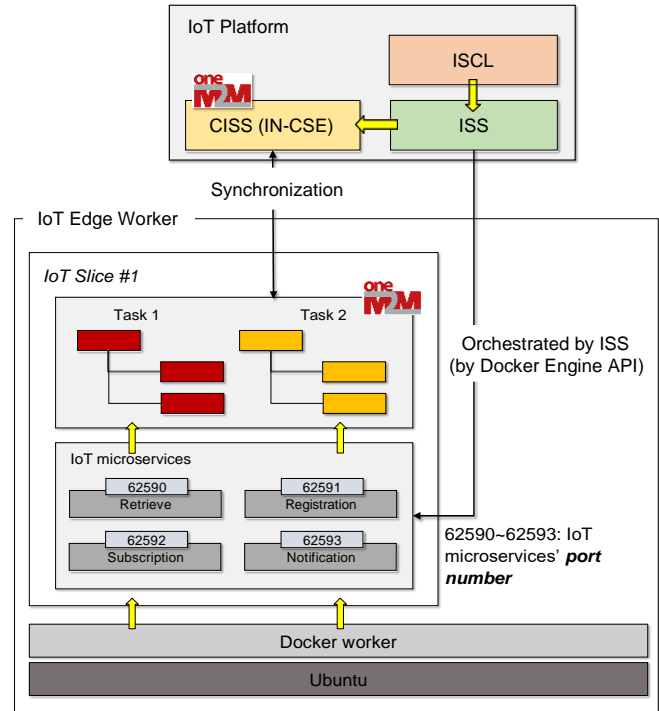 IoT Platform
ISCL
one
M2M
CISS (IN-CSE)
ISS
Synchronization
IoT Edge Worker
IoT Slice #1
one
M2M
Task 1
Task 2
Orchestrated by ISS
(by Docker Engine API)
IoT microservices
62590
Retrieve
62591
Registration
62592
Subscription
62593
Notification
62590~62593: IoT
microservices’ port
number
Docker worker
Ubuntu